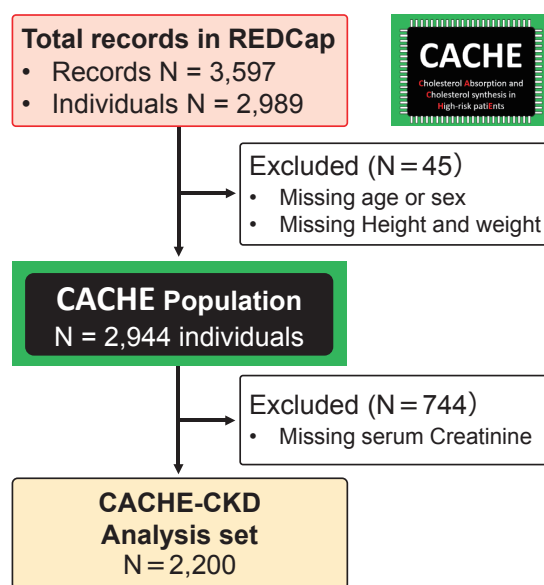 Total records in REDCap
• Records N = 3,597
• Individuals N = 2,989
CACHE
Cholesterol Absorption and
Cholesterol synthesis in
High-risk patiEnts
Excluded (N=45)
• Missing age or sex
• Missing Height and weight
CACHE Population
N = 2,944 individuals
Excluded (N=744)
• Missing serum Creatinine
CACHE-CKD
Analysis set
N=2,200